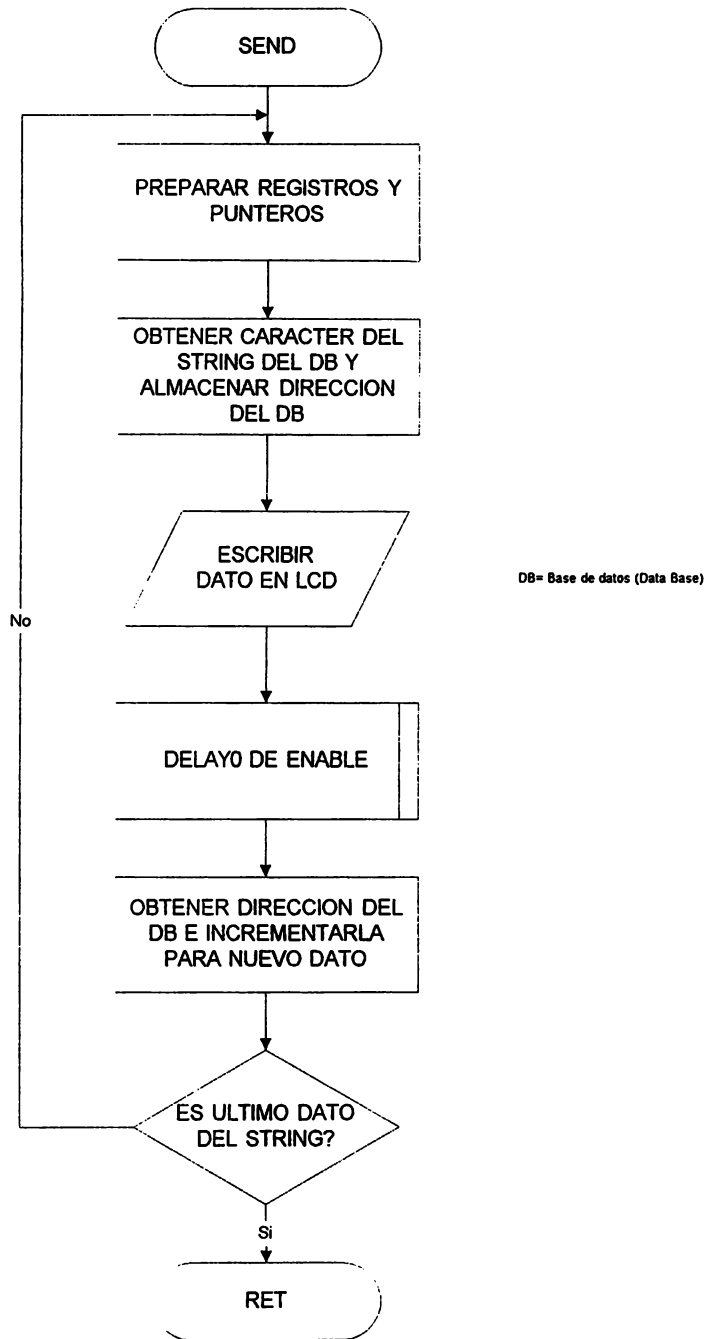 SEND
PREPARAR REGISTROS Y
PUNTEROS
OBTENER CARACTER DEL
STRING DEL DB Y
ALMACENAR DIRECCION
DEL DB
ESCRIBIR
DATO EN LCD
DB= Base de datos (Data Base)
No
DELAY0 DE ENABLE
OBTENER DIRECCION DEL
DB E INCREMENTARLA
PARA NUEVO DATO
ES ULTIMO DATO
DEL STRING?
Si
RET